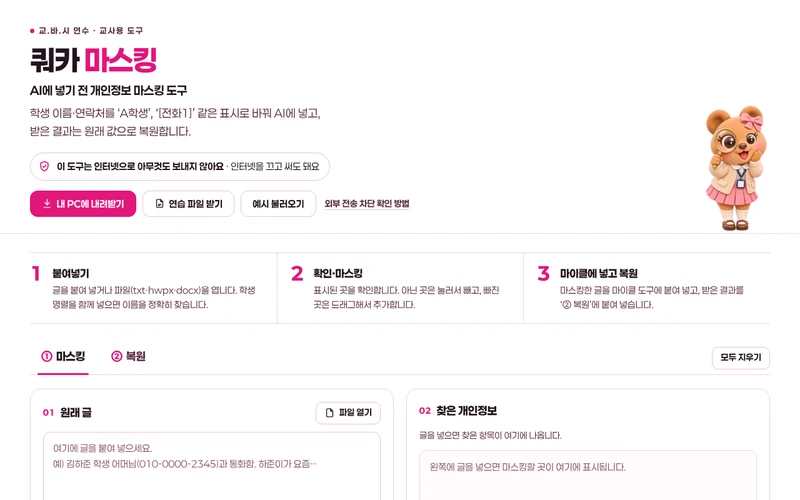 교.바.시 연수 · 교사용 도구
쿼카 마스킹
AI에 넣기 전 개인정보 마스킹 도구
학생 이름·연락처를 ‘A학생’, ‘[전화1]’ 같은 표시로 바꿔 AI에 넣고,
받은 결과는 원래 값으로 복원합니다.
이 도구는 인터넷으로 아무것도 보내지 않아요 · 인터넷을 끄고 써도 돼요
내 PC에 내려받기
연습 파일 받기
예시 불러오기
외부 전송 차단 확인 방법
1 붙여넣기
글을 붙여 넣거나 파일(txt·hwpx·docx)을 엽니다. 학생
명렬을 함께 넣으면 이름을 정확히 찾습니다.
2 확인·마스킹
표시된 곳을 확인합니다. 아닌 곳은 눌러서 빼고, 빠진
곳은 드래그해서 추가합니다.
3 마이클에 넣고 복원
마스킹한 글을 마이클 도구에 붙여 넣고, 받은 결과를
‘② 복원’에 붙여 넣습니다.
① 마스킹
② 복원
모두 지우기
01 원래 글
파일 열기
여기에 글을 붙여 넣으세요.
예) 김하준 학생 어머님(010-0000-2345)과 통화함. 하준이가 요즘…
02 찾은 개인정보
글을 넣으면 찾은 항목이 여기에 나옵니다.
왼쪽에 글을 넣으면 마스킹할 곳이 여기에 표시됩니다.